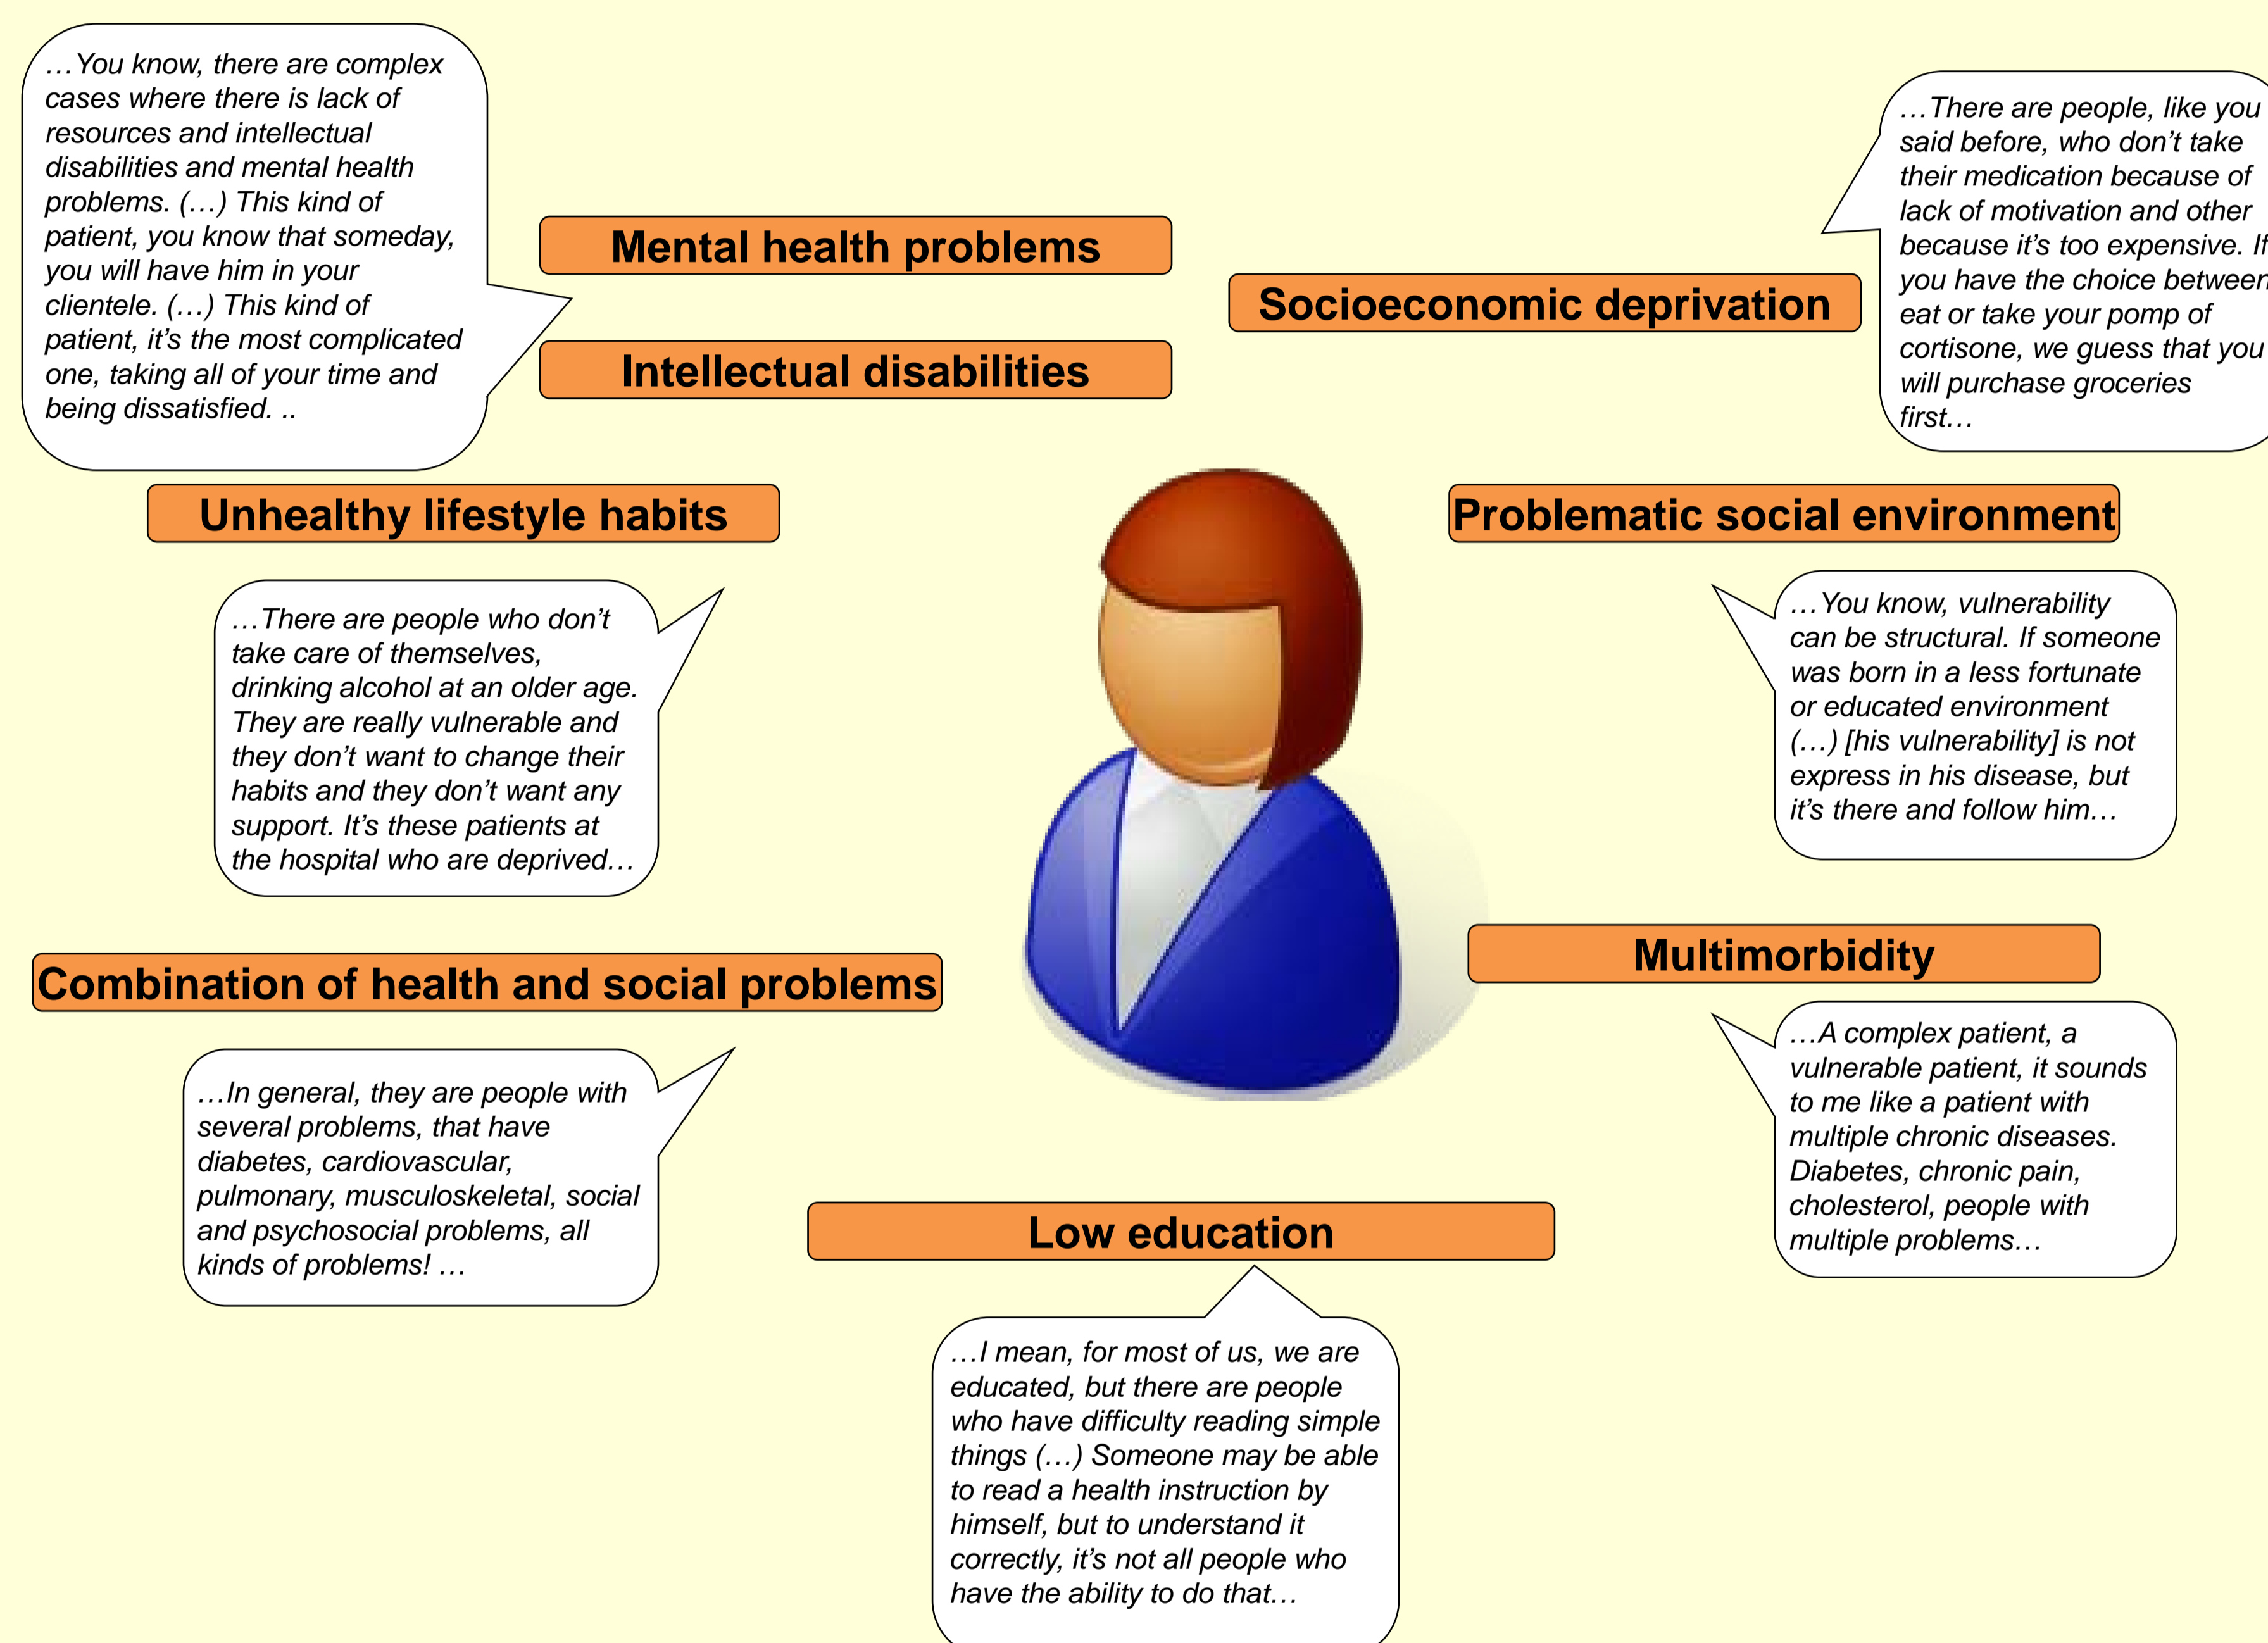 …You know, there are complex
cases where there is lack of
resources and intellectual
disabilities and mental health
problems. (…) This kind of
patient, you know that someday,
you will have him in your
clientele. (…) This kind of
patient, it's the most complicated
one, taking all of your time and
being dissatisfied. ..
Mental health problems
Intellectual disabilities
Socioeconomic deprivation
…There are people, like you
said before, who don't take
their medication because of
lack of motivation and other
because it's too expensive. If
you have the choice between
eat or take your pomp of
cortisone, we guess that you
will purchase groceries
first…
Unhealthy lifestyle habits
…There are people who don't
take care of themselves,
drinking alcohol at an older age.
They are really vulnerable and
they don't want to change their
habits and they don't want any
support. It's these patients at
the hospital who are deprived…
Problematic social environment
…You know, vulnerability
can be structural. If someone
was born in a less fortunate
or educated environment
(…) [his vulnerability] is not
express in his disease, but
it's there and follow him…
Combination of health and social problems
…In general, they are people with
several problems, that have
diabetes, cardiovascular,
pulmonary, musculoskeletal, social
and psychosocial problems, all
kinds of problems! …
Multimorbidity
…A complex patient, a
vulnerable patient, it sounds
to me like a patient with
multiple chronic diseases.
Diabetes, chronic pain,
cholesterol, people with
multiple problems…
Low education
…I mean, for most of us, we are
educated, but there are people
who have difficulty reading simple
things (…) Someone may be able
to read a health instruction by
himself, but to understand it
correctly, it's not all people who
have the ability to do that…